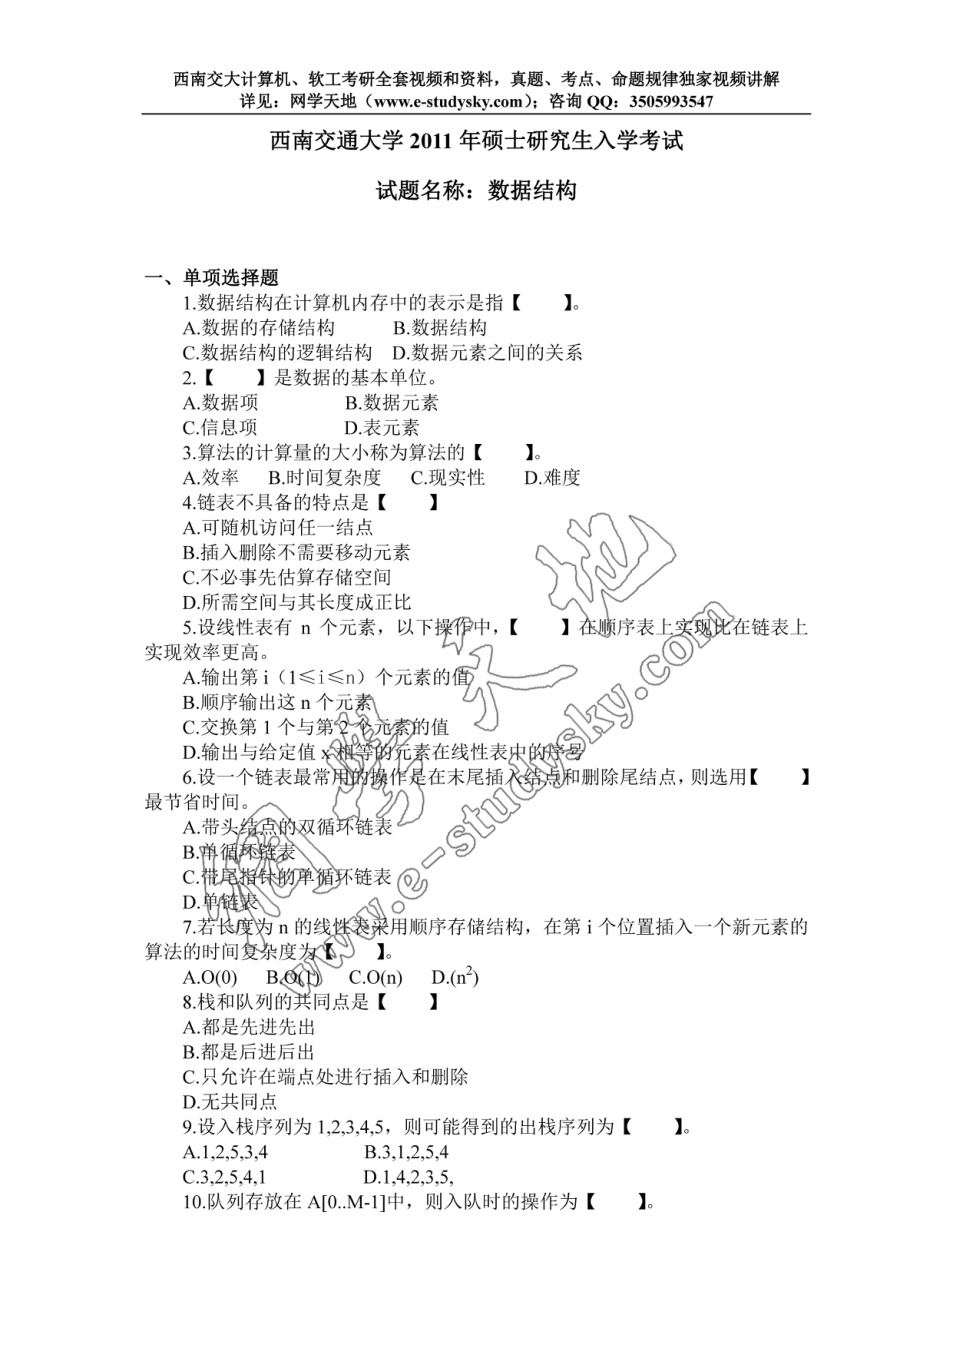 西南交大计算机、软工考研全套视频和资料，真题、考点、命题规律独家视频讲解
详见：网学天地（www.e-studysky.com）；咨询 QQ：3505993547
西南交通大学 2011 年硕士研究生入学考试
试题名称：数据结构
一、单项选择题
1.数据结构在计算机内存中的表示是指【 】。
A.数据的存储结构 B.数据结构
C.数据结构的逻辑结构 D.数据元素之间的关系
2.【 】是数据的基本单位。
A.数据项 B.数据元素
C.信息项 D.表元素
3.算法的计算量的大小称为算法的【 】。
A.效率 B.时间复杂度 C.现实性 D.难度
4.链表不具备的特点是【 】
A.可随机访问任一结点
B.插入删除不需要移动元素
C.不必事先估算存储空间
D.所需空间与其长度成正比
5.设线性表有 n 个元素，以下操作中，【 】在顺序表上实现比在链表上
实现效率更高。
A.输出第 i（1≤i≤n）个元素的值
B.顺序输出这 n 个元素
C.交换第 1 个与第 2 个元素的值
D.输出与给定值 x 相等的元素在线性表中的序号
6.设一个链表最常用的操作是在末尾插入结点和删除尾结点，则选用【 】
最节省时间。
A.带头结点的双循环链表
B.单循环链表
C.带尾指针的单循环链表
D.单链表
7.若长度为 n 的线性表采用顺序存储结构，在第 i 个位置插入一个新元素的
算法的时间复杂度为【 】。
A.O(0) B.O(1) C.O(n) D.(n²)
8.栈和队列的共同点是【 】
A.都是先进先出
B.都是后进后出
C.只允许在端点处进行插入和删除
D.无共同点
9.设入栈序列为 1,2,3,4,5，则可能得到的出栈序列为【 】。
A.1,2,5,3,4 B.3,1,2,5,4
C.3,2,5,4,1 D.1,4,2,3,5,
10.队列存放在 A[0..M-1]中，则入队时的操作为【 】。
网学天地
www.e-studysky.com